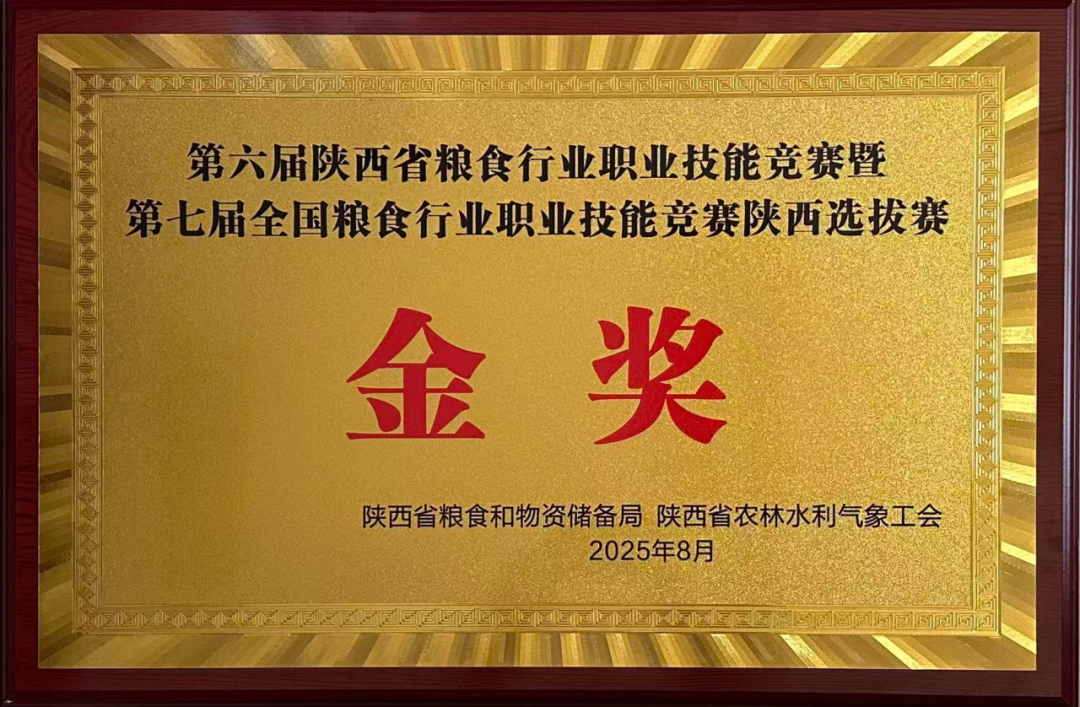 第六届陕西省粮食行业职业技能竞赛暨
第七届全国粮食行业职业技能竞赛陕西选拔赛
金奖
陕西省粮食和物资储备局 陕西省农林水利气象工会
2025年8月